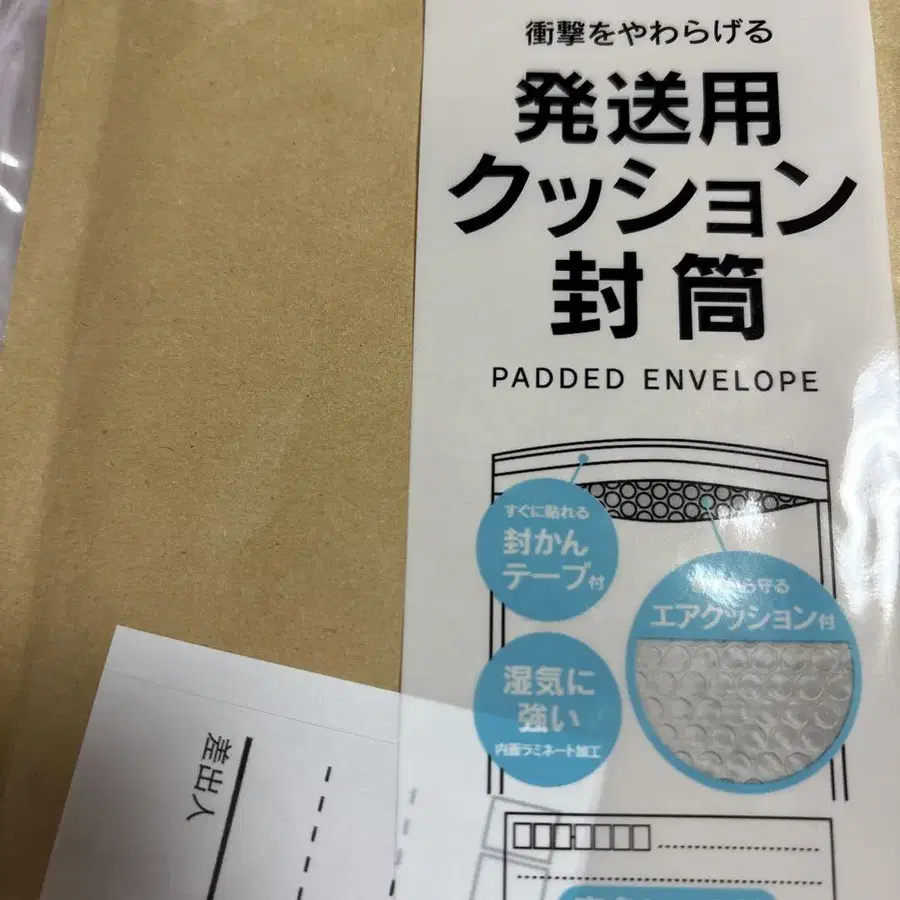 衝撃をやわらげる
発送用
クッション
封筒
PADDED ENVELOPE
すぐに貼れる
封かん
テープ付
ら守る
エアクッション付
湿気に
強い
内面ラミネート加工
差出人